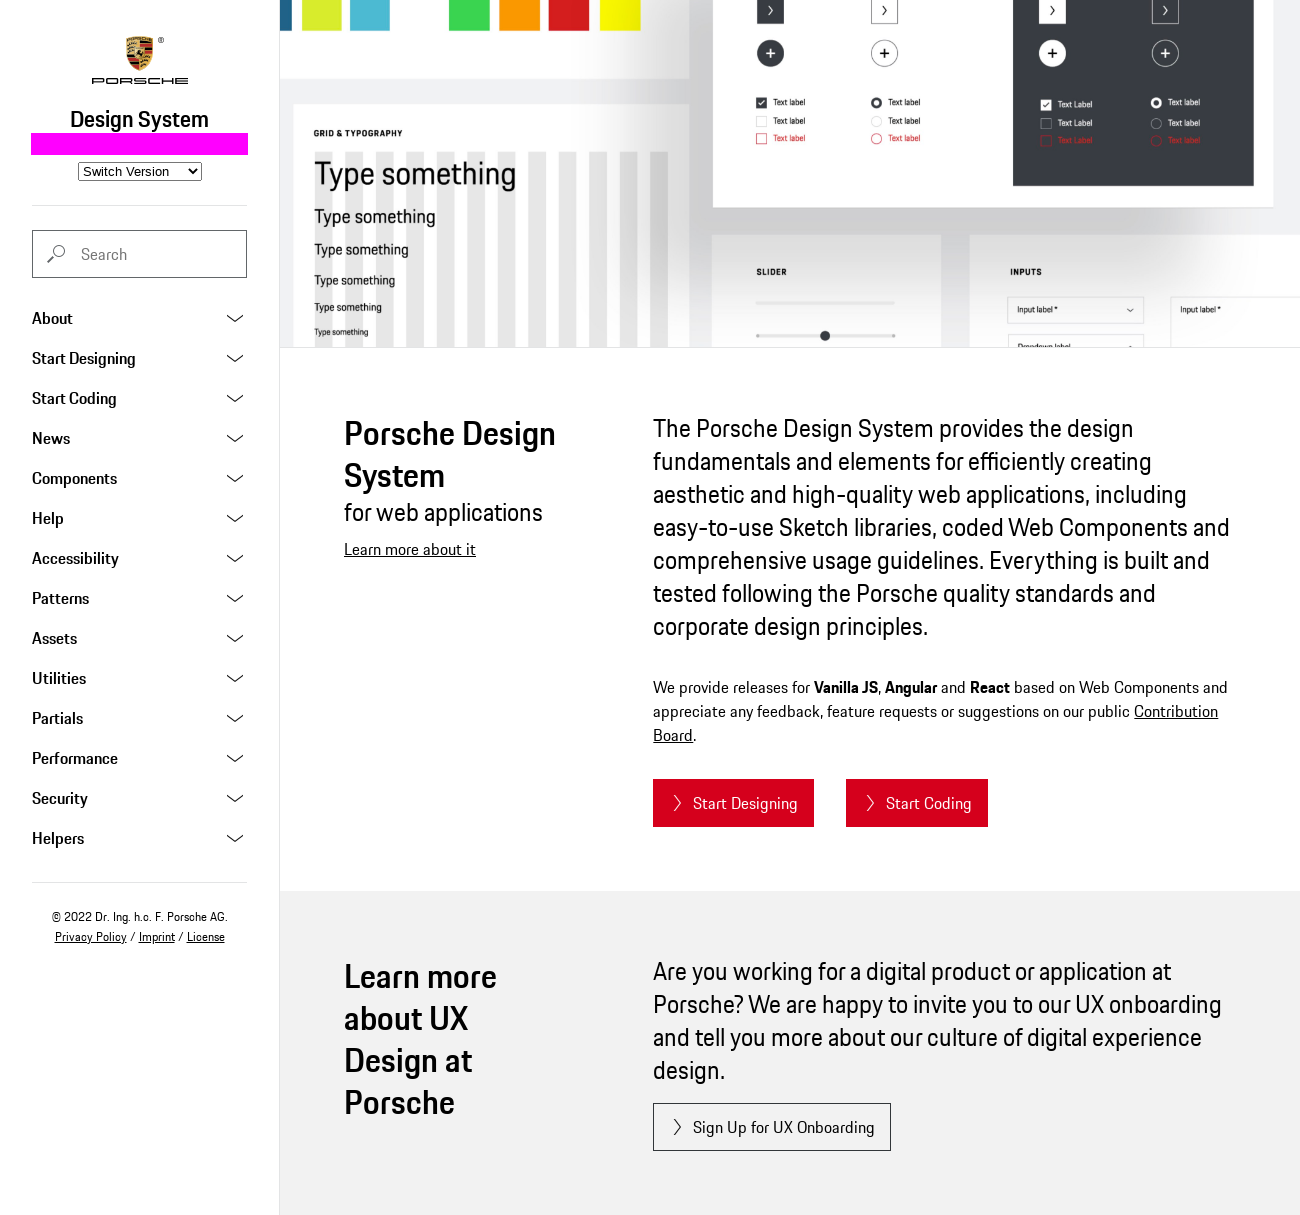 PORSCHE ®
Design System
Switch Version
Search
About
Start Designing
Start Coding
News
Components
Help
Accessibility
Patterns
Assets
Utilities
Partials
Performance
Security
Helpers
© 2022 Dr. Ing. h.c. F. Porsche AG.
Privacy Policy / Imprint / License
GRID & TYPOGRAPHY
Type something
Type something
Type something
Type something
Type something
Type something
Text label
Text label
Text label
Text label
Text label
Text label
Text Label
Text Label
Text Label
Text label
Text label
Text label
SLIDER
INPUTS
Input label *
Input label *
Dropdown label
Porsche Design
System
for web applications
Learn more about it
The Porsche Design System provides the design
fundamentals and elements for efficiently creating
aesthetic and high-quality web applications, including
easy-to-use Sketch libraries, coded Web Components and
comprehensive usage guidelines. Everything is built and
tested following the Porsche quality standards and
corporate design principles.
We provide releases for Vanilla JS, Angular and React based on Web Components and
appreciate any feedback, feature requests or suggestions on our public Contribution
Board.
Start Designing
Start Coding
Learn more
about UX
Design at
Porsche
Are you working for a digital product or application at
Porsche? We are happy to invite you to our UX onboarding
and tell you more about our culture of digital experience
design.
Sign Up for UX Onboarding